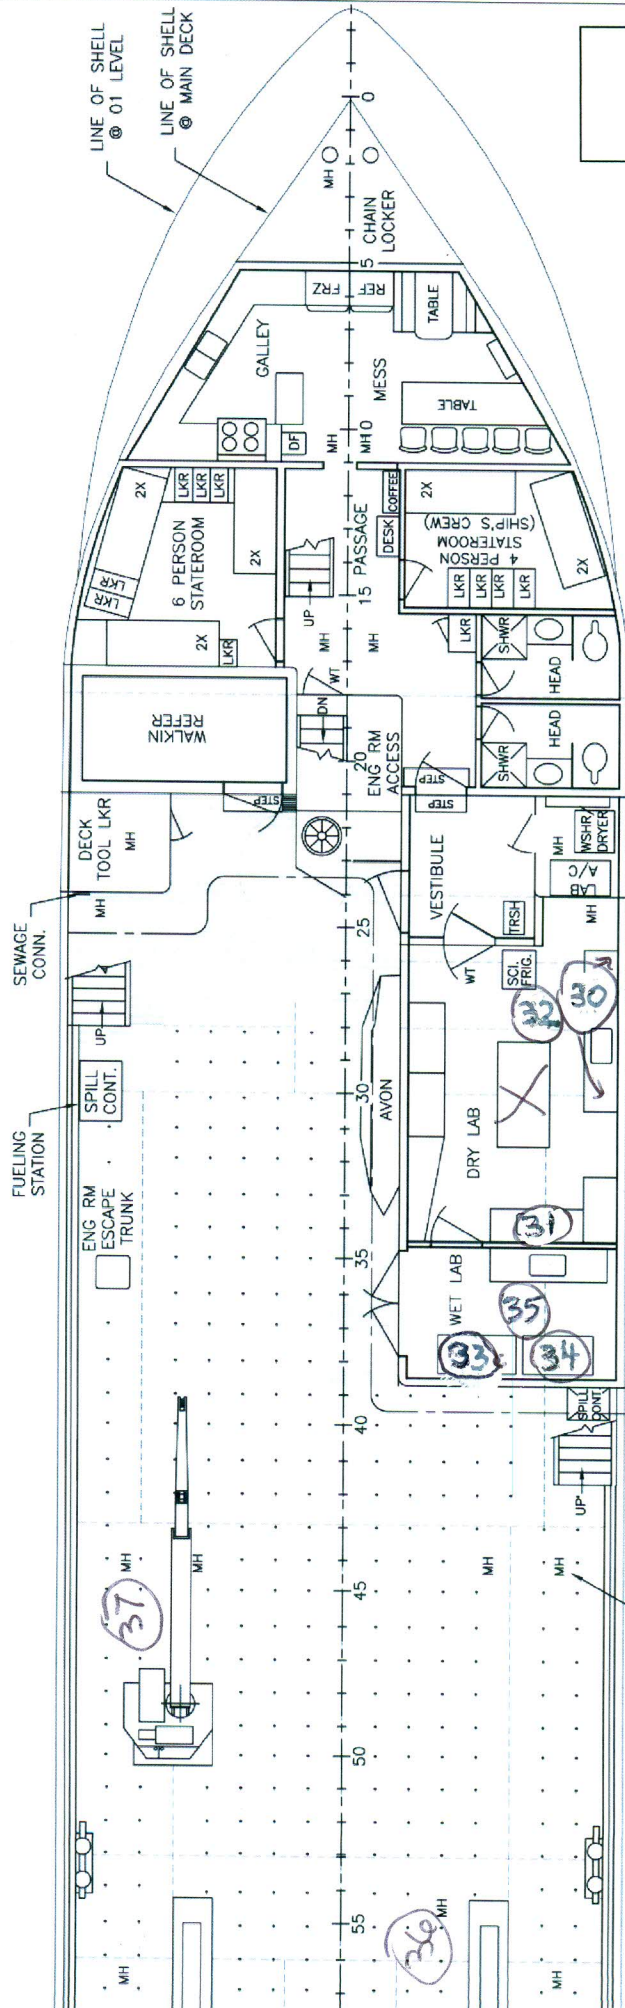 LINE OF SHELL
@ 01 LEVEL
LINE OF SHELL
@ MAIN DECK
0
MH
CHAIN
LOCKER
5
FRZ
REF
TABLE
GALLEY
MESS
TABLE
DF
MH
MH
10
2X
LKR
LKR
LKR
LKR
LKR
6 PERSON
STATEROOM
2X
2X
LKR
PASSAGE
DESK
COFFEE
UP
15
2X
4 PERSON
STATEROOM
(SHIP'S CREW)
LKR
LKR
LKR
LKR
2X
MH
MH
WT
LKR
SHWR
HEAD
WALKIN
REFER
DN
20
ENG RM
ACCESS
STEP
STEP
STEP
SHWR
HEAD
DECK
TOOL LKR
MH
SEWAGE
CONN.
MH
VESTIBULE
TRSH
MH
WSHR/
DRYER
LAB
A/C
MH
25
WT
SCI.
FRIG.
32
30
UP
FUELING
STATION
SPILL
CONT.
30
AVON
DRY LAB
X
31
ENG RM
ESCAPE
TRUNK
35
WET LAB
35
33
34
SPILL
CONT.
40
UP
MH
MH
37
45
MH
MH
50
55
36
MH
MH
MH